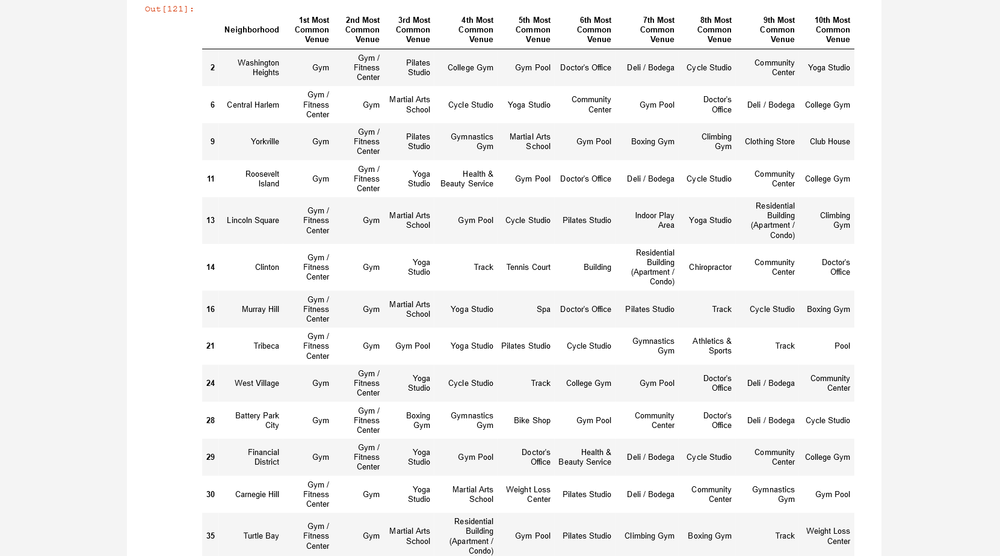 Out[121]:
Neighborhood 1st Most Common Venue 2nd Most Common Venue 3rd Most Common Venue 4th Most Common Venue 5th Most Common Venue 6th Most Common Venue 7th Most Common Venue 8th Most Common Venue 9th Most Common Venue 10th Most Common Venue
2 Washington Heights Gym Gym / Fitness Center Pilates Studio College Gym Gym Pool Doctor's Office Deli / Bodega Cycle Studio Community Center Yoga Studio
6 Central Harlem Gym / Fitness Center Gym Martial Arts School Cycle Studio Yoga Studio Community Center Gym Pool Doctor's Office Deli / Bodega College Gym
9 Yorkville Gym Gym / Fitness Center Pilates Studio Gymnastics Gym Martial Arts School Gym Pool Boxing Gym Climbing Gym Clothing Store Club House
11 Roosevelt Island Gym Gym / Fitness Center Yoga Studio Health & Beauty Service Gym Pool Doctor's Office Deli / Bodega Cycle Studio Community Center College Gym
13 Lincoln Square Gym / Fitness Center Gym Martial Arts School Gym Pool Cycle Studio Pilates Studio Indoor Play Area Yoga Studio Residential Building (Apartment / Condo) Climbing Gym
14 Clinton Gym / Fitness Center Gym Yoga Studio Track Tennis Court Building Residential Building (Apartment / Condo) Chiropractor Community Center Doctor's Office
16 Murray Hill Gym / Fitness Center Gym Martial Arts School Yoga Studio Spa Doctor's Office Pilates Studio Track Cycle Studio Boxing Gym
21 Tribeca Gym / Fitness Center Gym Gym Pool Yoga Studio Pilates Studio Cycle Studio Gymnastics Gym Athletics & Sports Track Pool
24 West Village Gym Gym / Fitness Center Yoga Studio Cycle Studio Track College Gym Gym Pool Doctor's Office Deli / Bodega Community Center
28 Battery Park City Gym Gym / Fitness Center Boxing Gym Gymnastics Gym Bike Shop Gym Pool Community Center Doctor's Office Deli / Bodega Cycle Studio
29 Financial District Gym Gym / Fitness Center Yoga Studio Gym Pool Doctor's Office Health & Beauty Service Deli / Bodega Cycle Studio Community Center College Gym
30 Carnegie Hill Gym / Fitness Center Gym Yoga Studio Martial Arts School Weight Loss Center Pilates Studio Deli / Bodega Community Center Gymnastics Gym Gym Pool
35 Turtle Bay Gym / Fitness Center Gym Martial Arts School Residential Building (Apartment / Condo) Gym Pool Pilates Studio Climbing Gym Boxing Gym Track Weight Loss Center